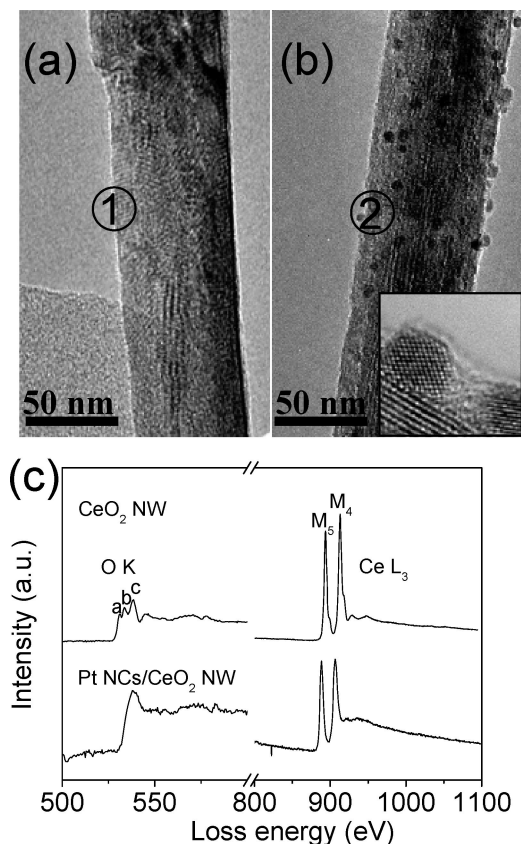 (a)
①
50 nm
(b)
②
50 nm
(c)
CeO₂ NW
O K
a b c
M₅ M₄
Ce L₃
Pt NCs/CeO₂ NW
Intensity (a.u.)
500 550 800 800 900 1000 1100
Loss energy (eV)